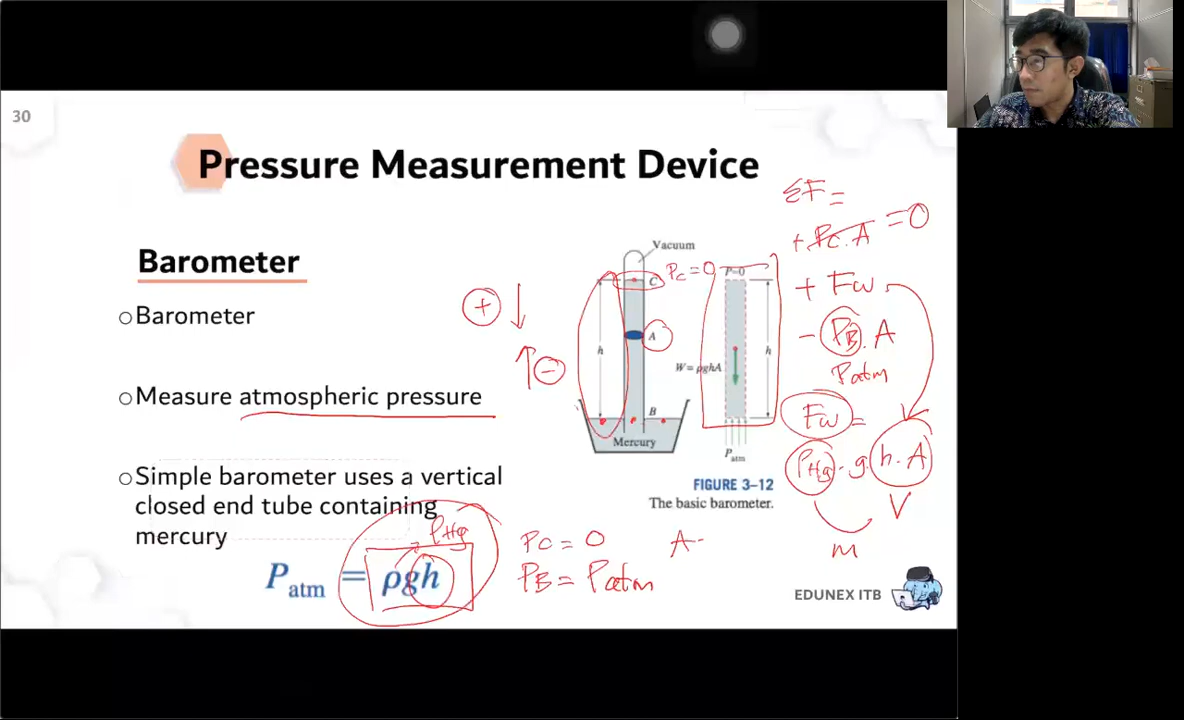 30
Pressure Measurement Device
Barometer
○Barometer
○Measure atmospheric pressure
○Simple barometer uses a vertical
closed end tube containing
mercury
P_atm = ρgh
ρHg
+ ↓
↑ −
Vacuum
C
Pc = 0
P=0
A
h
h
W = ρghA
B
Mercury
P_atm
FIGURE 3–12
The basic barometer.
PC = 0
PB = Patm
A-
ΣF =
+ Pc.A = 0
+ Fw
− PB . A
Patm
Fw =
ρHg . g. h.A
V
m
EDUNEX ITB